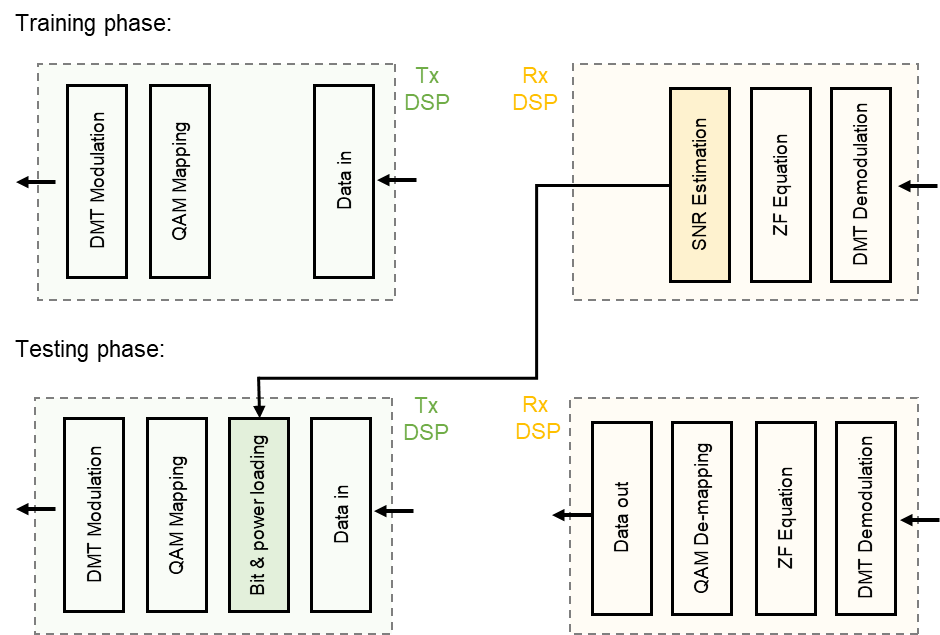 Training phase:
Tx
DSP
Rx
DSP
DMT Modulation
QAM Mapping
Data in
SNR Estimation
ZF Equation
DMT Demodulation
Testing phase:
Tx
DSP
Rx
DSP
DMT Modulation
QAM Mapping
Bit & power loading
Data in
Data out
QAM De-mapping
ZF Equation
DMT Demodulation